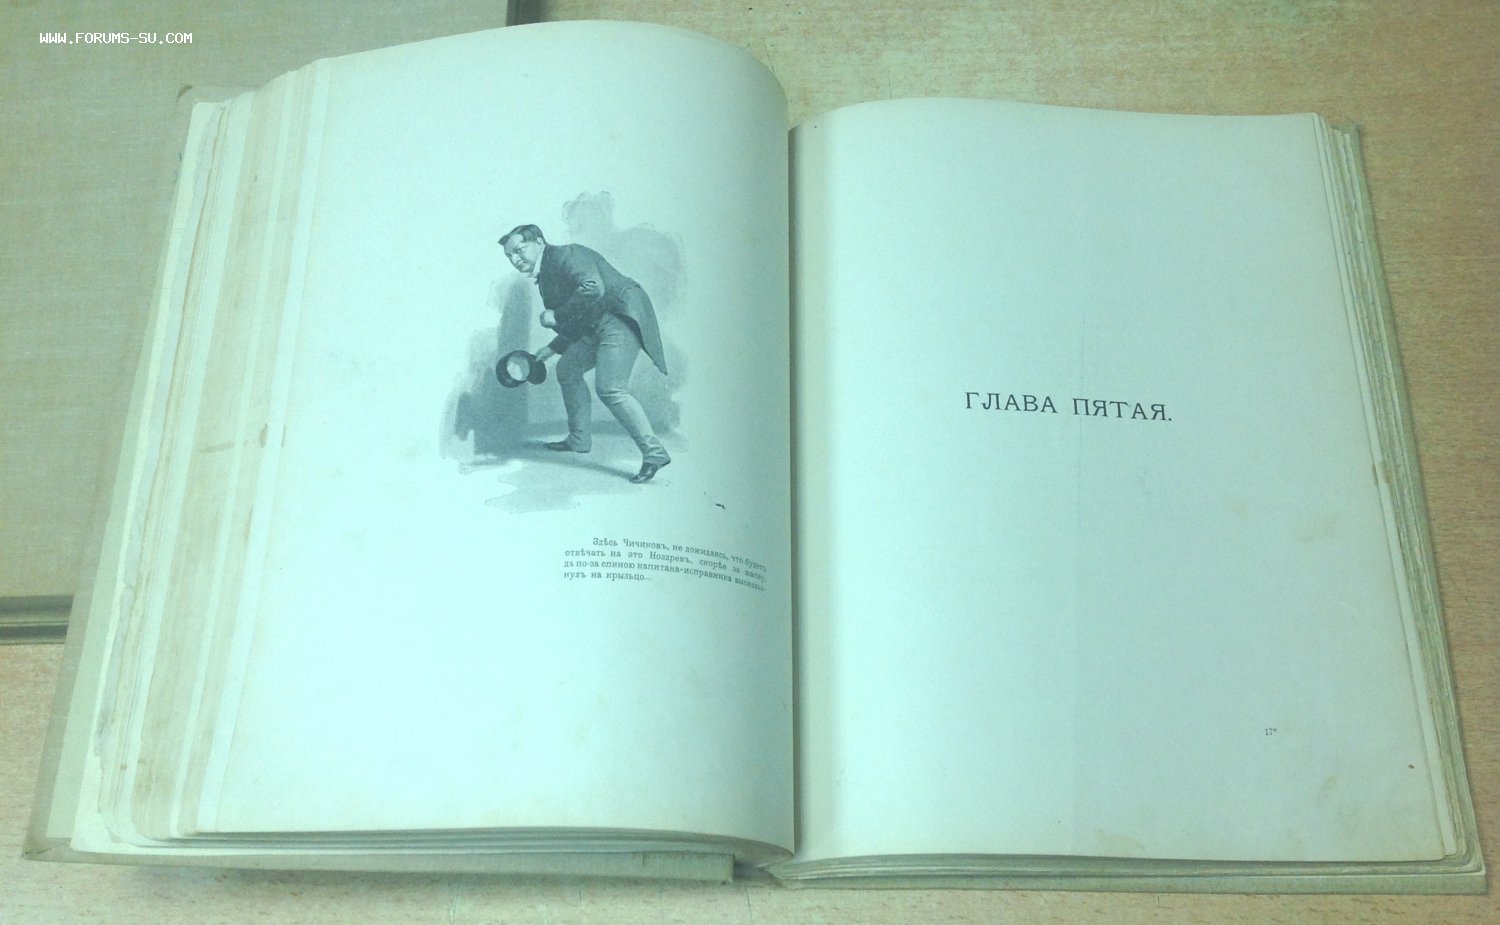 WWW.FORUMS-SU.COM
Здѣсь Чичиковъ, не дожидаясь, что будетъ
отвѣчать на это Ноздревъ, скорѣе за шапку,
да по-за спиною капитана-исправника выскольз-
нулъ на крыльцо...
ГЛАВА ПЯТАЯ.
17*